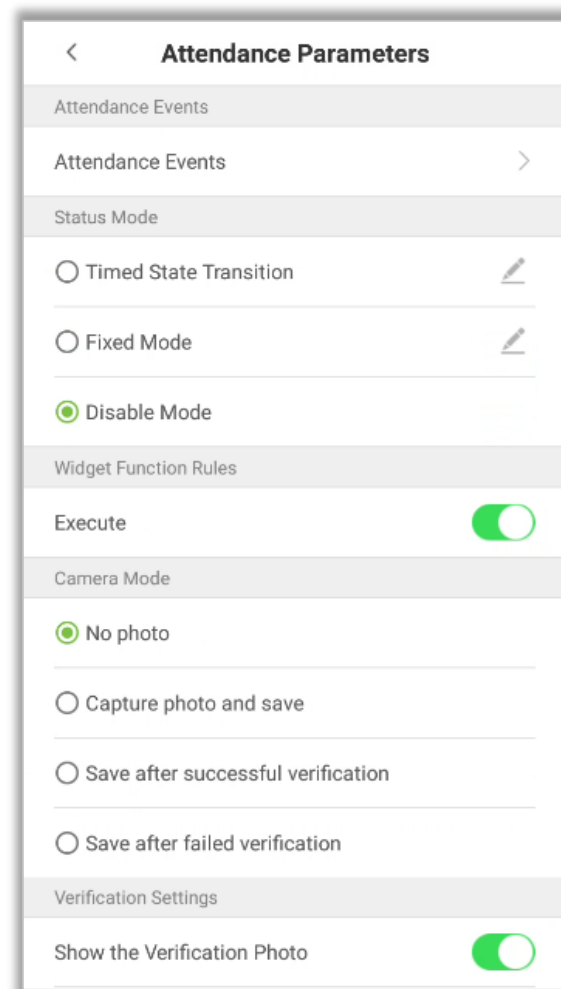 Attendance Parameters
Attendance Events
Attendance Events
Status Mode
Timed State Transition
Fixed Mode
Disable Mode
Widget Function Rules
Execute
Camera Mode
No photo
Capture photo and save
Save after successful verification
Save after failed verification
Verification Settings
Show the Verification Photo